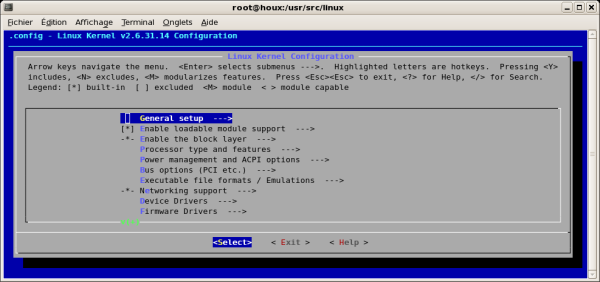 root@houx:/usr/src/linux
Fichier Édition Affichage Terminal Onglets Aide
.config - Linux Kernel v2.6.31.14 Configuration
Linux Kernel Configuration
Arrow keys navigate the menu. <Enter> selects submenus --->. Highlighted letters are hotkeys. Pressing <Y>
includes, <N> excludes, <M> modularizes features. Press <Esc><Esc> to exit, <?> for Help, </> for Search.
Legend: [*] built-in [ ] excluded <M> module < > module capable
General setup --->
[*] Enable loadable module support --->
-*- Enable the block layer --->
Processor type and features --->
Power management and ACPI options --->
Bus options (PCI etc.) --->
Executable file formats / Emulations --->
-*- Networking support --->
Device Drivers --->
Firmware Drivers --->
<Select> < Exit > < Help >